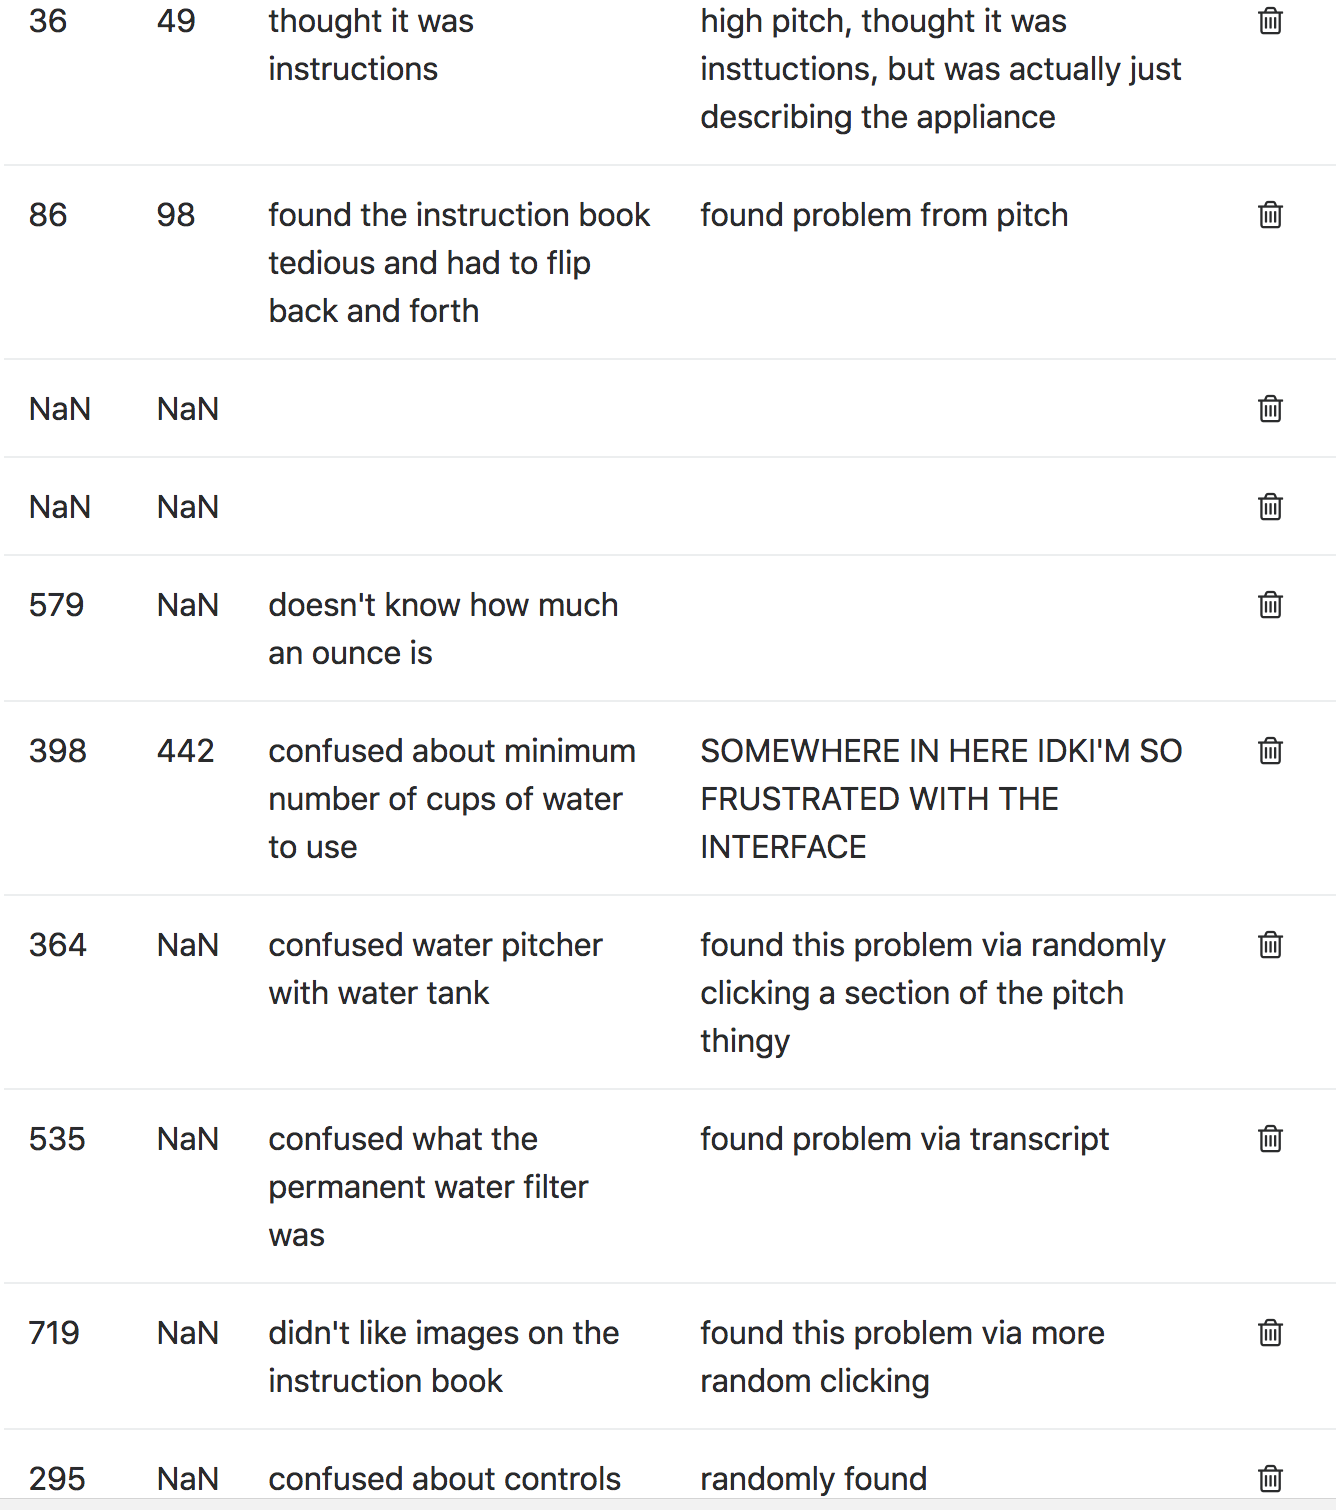 36 49 thought it was high pitch, thought it was
instructions insttuctions, but was actually just
describing the appliance
86 98 found the instruction book found problem from pitch
tedious and had to flip
back and forth
NaN NaN
NaN NaN
579 NaN doesn't know how much
an ounce is
398 442 confused about minimum SOMEWHERE IN HERE IDKI'M SO
number of cups of water FRUSTRATED WITH THE
to use INTERFACE
364 NaN confused water pitcher found this problem via randomly
with water tank clicking a section of the pitch
thingy
535 NaN confused what the found problem via transcript
permanent water filter
was
719 NaN didn't like images on the found this problem via more
instruction book random clicking
295 NaN confused about controls randomly found